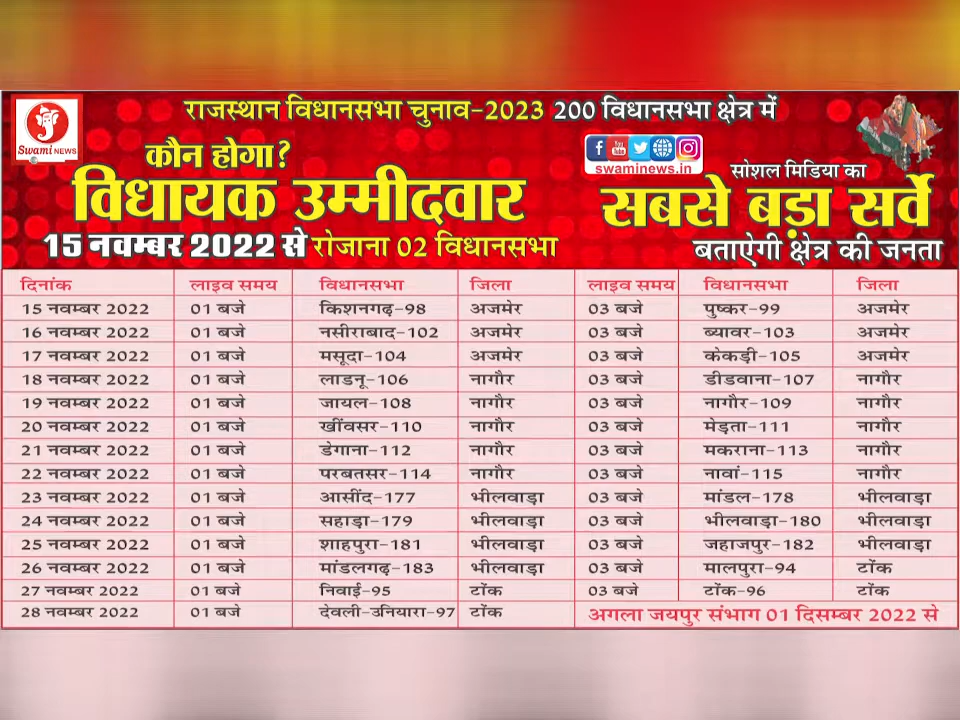 राजस्थान विधानसभा चुनाव-2023 200 विधानसभा क्षेत्र में
Swami NEWS
कौन होगा?
विधायक उम्मीदवार
15 नवम्बर 2022 से रोजाना 02 विधानसभा
You Tube
swaminews.in
सोशल मिडिया का
सबसे बड़ा सर्वे
बताऐगी क्षेत्र की जनता
दिनांक लाइव समय विधानसभा जिला लाइव समय विधानसभा जिला
15 नवम्बर 2022 01 बजे किशनगढ़-98 अजमेर 03 बजे पुष्कर-99 अजमेर
16 नवम्बर 2022 01 बजे नसीराबाद-102 अजमेर 03 बजे ब्यावर-103 अजमेर
17 नवम्बर 2022 01 बजे मसूदा-104 अजमेर 03 बजे केकड़ी-105 अजमेर
18 नवम्बर 2022 01 बजे लाडनू-106 नागौर 03 बजे डीडवाना-107 नागौर
19 नवम्बर 2022 01 बजे जायल-108 नागौर 03 बजे नागौर-109 नागौर
20 नवम्बर 2022 01 बजे खींवसर-110 नागौर 03 बजे मेड़ता-111 नागौर
21 नवम्बर 2022 01 बजे डेगाना-112 नागौर 03 बजे मकराना-113 नागौर
22 नवम्बर 2022 01 बजे परबतसर-114 नागौर 03 बजे नावां-115 नागौर
23 नवम्बर 2022 01 बजे आसींद-177 भीलवाड़ा 03 बजे मांडल-178 भीलवाड़ा
24 नवम्बर 2022 01 बजे सहाड़ा-179 भीलवाड़ा 03 बजे भीलवाड़ा-180 भीलवाड़ा
25 नवम्बर 2022 01 बजे शाहपुरा-181 भीलवाड़ा 03 बजे जहाजपुर-182 भीलवाड़ा
26 नवम्बर 2022 01 बजे मांडलगढ़-183 भीलवाड़ा 03 बजे मालपुरा-94 टोंक
27 नवम्बर 2022 01 बजे निवाई-95 टोंक 03 बजे टोंक-96 टोंक
28 नवम्बर 2022 01 बजे देवली-उनियारा-97 टोंक अगला जयपुर संभाग 01 दिसम्बर 2022 से